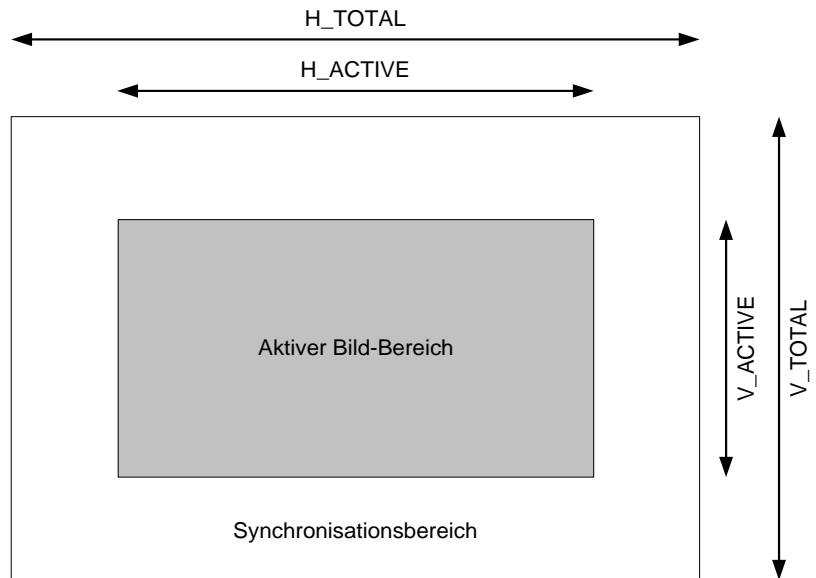 H_TOTAL
H_ACTIVE
Aktiver Bild-Bereich
V_ACTIVE
V_TOTAL
Synchronisationsbereich